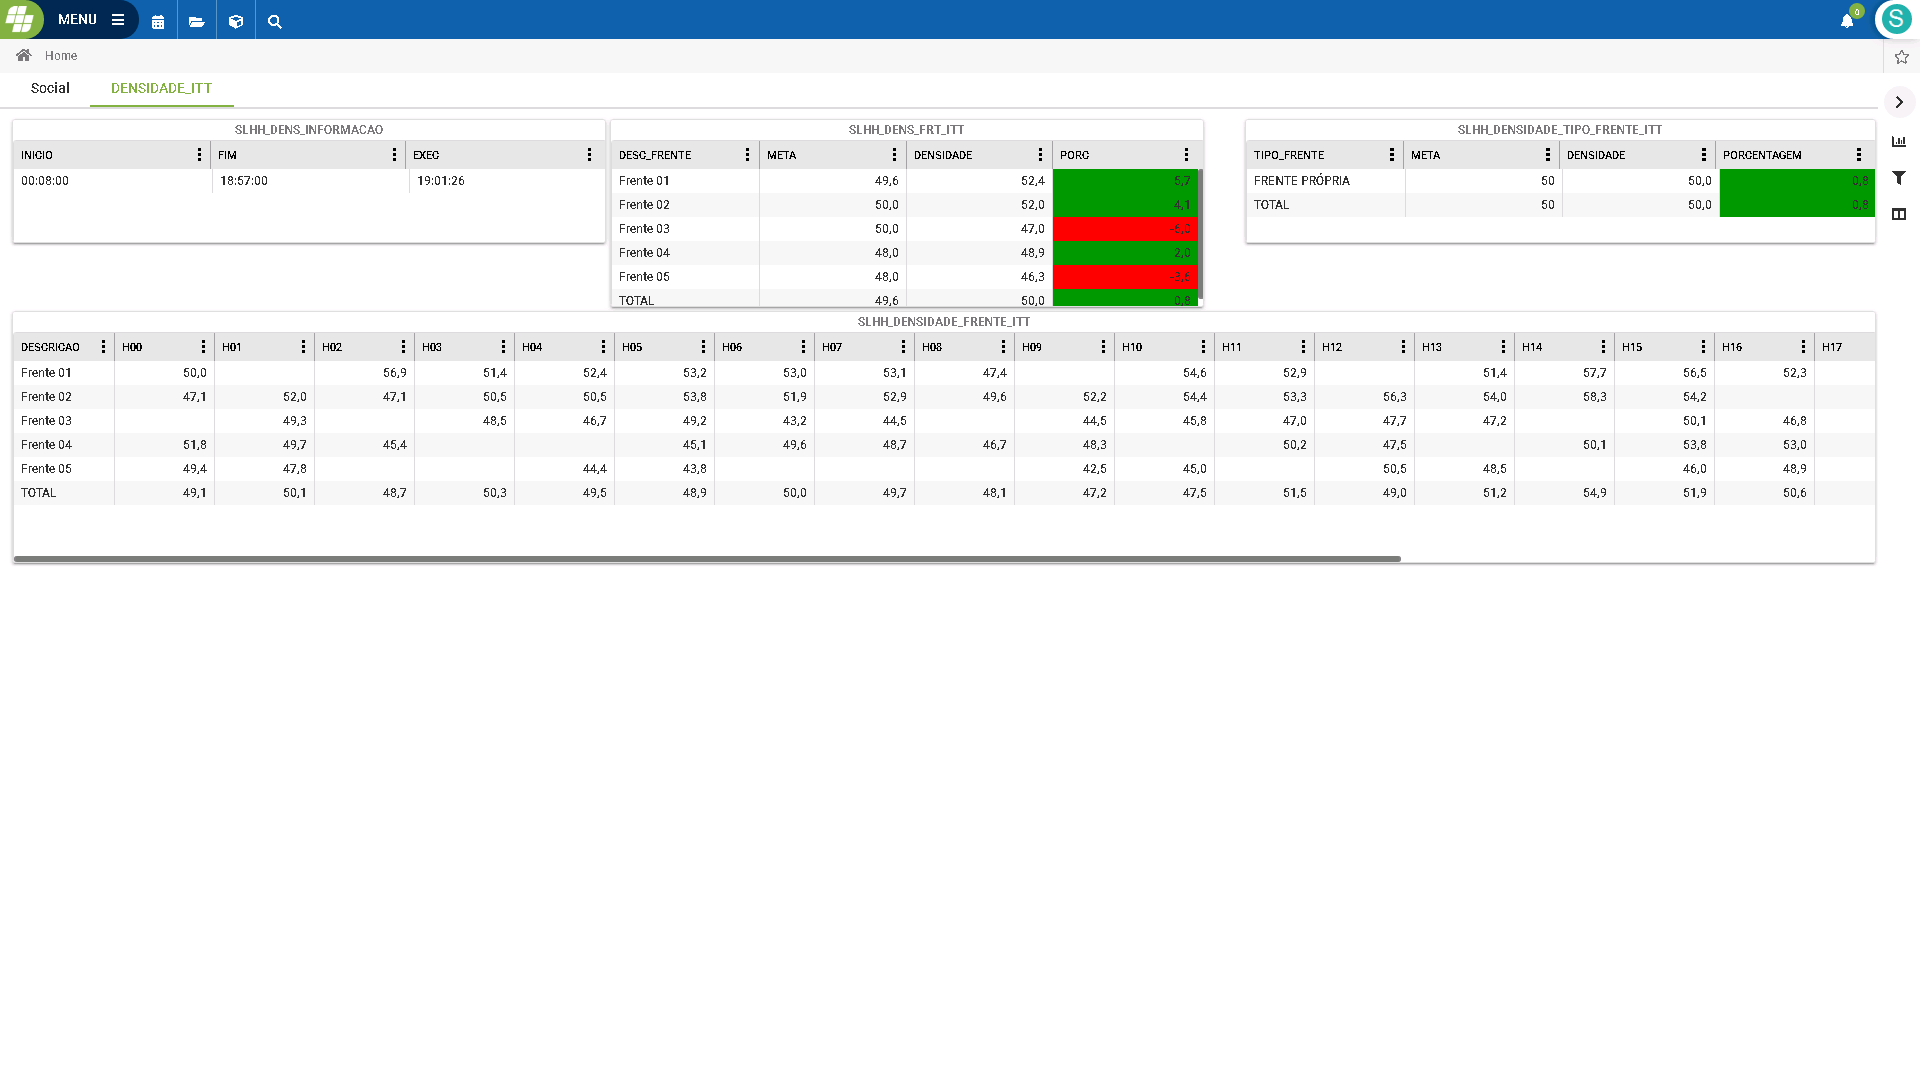 MENU
0
S
Home
Social DENSIDADE_ITT
SLHH_DENS_INFORMACAO
INICIO FIM EXEC
00:08:00 18:57:00 19:01:26
SLHH_DENS_FRT_ITT
DESC_FRENTE META DENSIDADE PORC
Frente 01 49,6 52,4 5,7
Frente 02 50,0 52,0 4,1
Frente 03 50,0 47,0 -6,0
Frente 04 48,0 48,9 2,0
Frente 05 48,0 46,3 -3,6
TOTAL 49,6 50,0 0,8
SLHH_DENSIDADE_TIPO_FRENTE_ITT
TIPO_FRENTE META DENSIDADE PORCENTAGEM
FRENTE PRÓPRIA 50 50,0 0,8
TOTAL 50 50,0 0,8
SLHH_DENSIDADE_FRENTE_ITT
DESCRICAO H00 H01 H02 H03 H04 H05 H06 H07 H08 H09 H10 H11 H12 H13 H14 H15 H16 H17
Frente 01 50,0 56,9 51,4 52,4 53,2 53,0 53,1 47,4 54,6 52,9 51,4 57,7 56,5 52,3
Frente 02 47,1 52,0 47,1 50,5 50,5 53,8 51,9 52,9 49,6 52,2 54,4 53,3 56,3 54,0 58,3 54,2
Frente 03 49,3 48,5 46,7 49,2 43,2 44,5 44,5 45,8 47,0 47,7 47,2 50,1 46,8
Frente 04 51,8 49,7 45,4 45,1 49,6 48,7 46,7 48,3 50,2 47,5 50,1 53,8 53,0
Frente 05 49,4 47,8 44,4 43,8 42,5 45,0 50,5 48,5 46,0 48,9
TOTAL 49,1 50,1 48,7 50,3 49,5 48,9 50,0 49,7 48,1 47,2 47,5 51,5 49,0 51,2 54,9 51,9 50,6